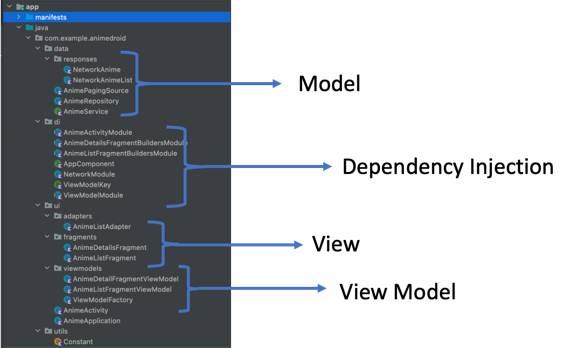 app
manifests
java
com.example.animedroid
data
responses
NetworkAnime
NetworkAnimeList
AnimePagingSource
AnimeRepository
AnimeService
Model
di
AnimeActivityModule
AnimeDetailsFragmentBuildersModule
AnimeListFragmentBuildersModule
AppComponent
NetworkModule
ViewModelKey
ViewModelModule
Dependency Injection
ui
adapters
AnimeListAdapter
fragments
AnimeDetailsFragment
AnimeListFragment
View
viewmodels
AnimeDetailFragmentViewModel
AnimeListFragmentViewModel
ViewModelFactory
View Model
AnimeActivity
AnimeApplication
utils
Constant